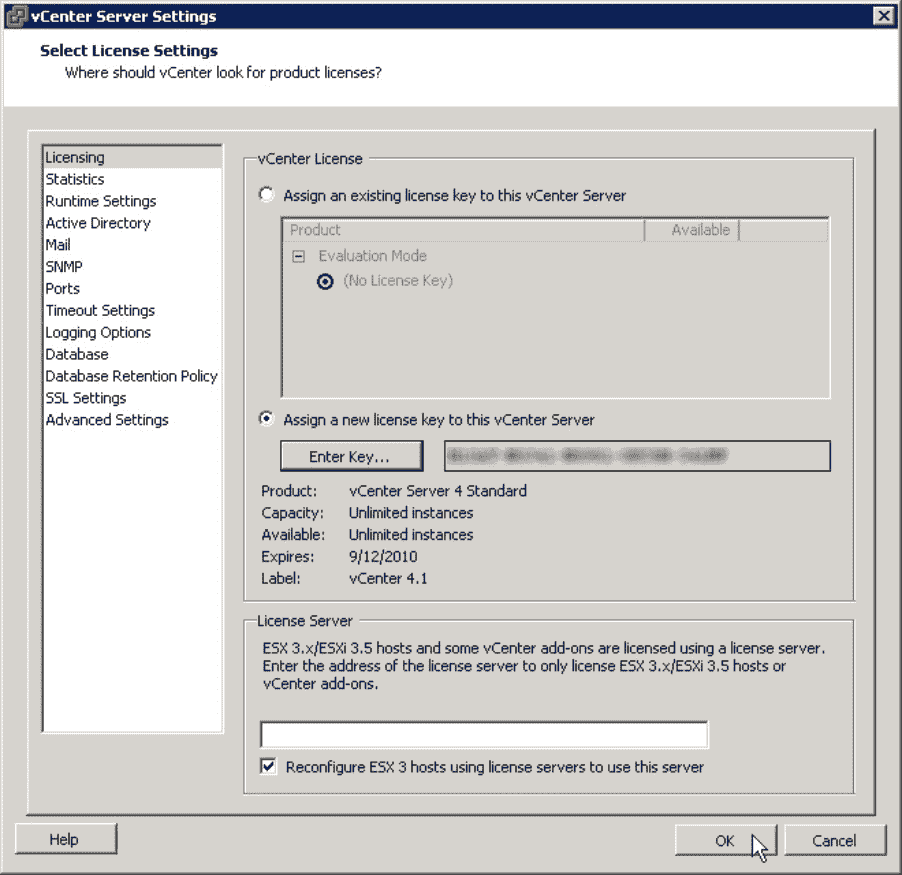 vCenter Server Settings
Select License Settings
Where should vCenter look for product licenses?
Licensing
Statistics
Runtime Settings
Active Directory
Mail
SNMP
Ports
Timeout Settings
Logging Options
Database
Database Retention Policy
SSL Settings
Advanced Settings
vCenter License
Assign an existing license key to this vCenter Server
Product Available
Evaluation Mode
(No License Key)
Assign a new license key to this vCenter Server
Enter Key...
Product: vCenter Server 4 Standard
Capacity: Unlimited instances
Available: Unlimited instances
Expires: 9/12/2010
Label: vCenter 4.1
License Server
ESX 3.x/ESXi 3.5 hosts and some vCenter add-ons are licensed using a license server.
Enter the address of the license server to only license ESX 3.x/ESXi 3.5 hosts or
vCenter add-ons.
Reconfigure ESX 3 hosts using license servers to use this server
Help OK Cancel